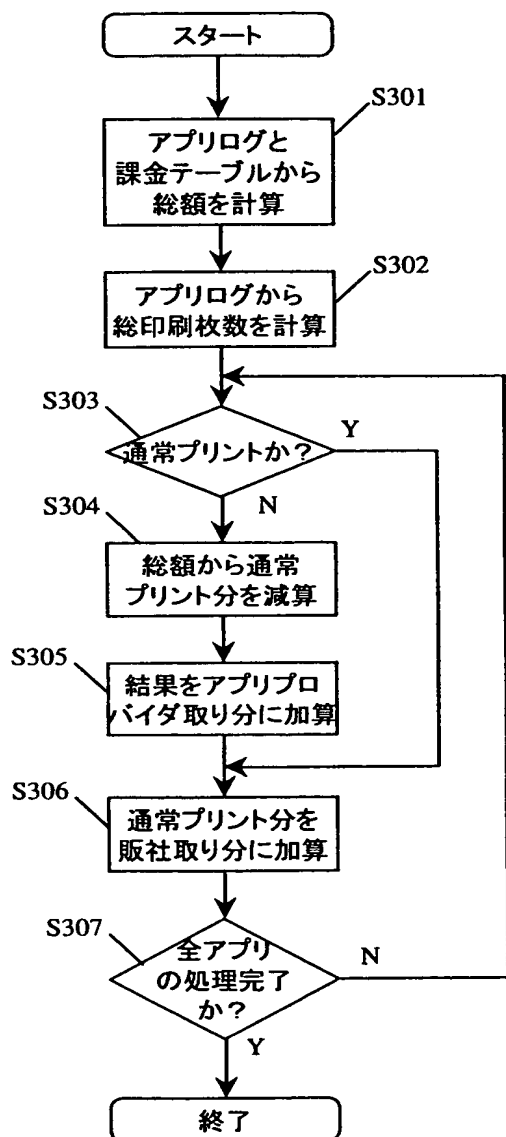 スタート
S301
アプリログと
課金テーブルから
総額を計算
S302
アプリログから
総印刷枚数を計算
S303
通常プリントか？
Y
N
S304
総額から通常
プリント分を減算
S305
結果をアプリプロ
バイダ取り分に加算
S306
通常プリント分を
販社取り分に加算
S307
全アプリ
の処理完了
か？
N
Y
終了